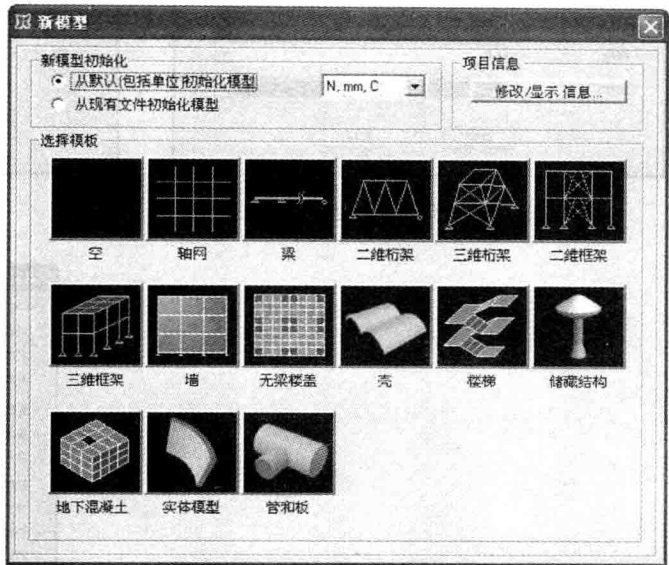 新模型
新模型初始化
从默认(包括单位)初始化模型
N, mm, C
从现有文件初始化模型
项目信息
修改/显示 信息...
选择模板
空
轴网
梁
二维桁架
三维桁架
二维框架
三维框架
墙
无梁楼盖
壳
楼梯
储藏结构
地下混凝土
实体模型
管和板